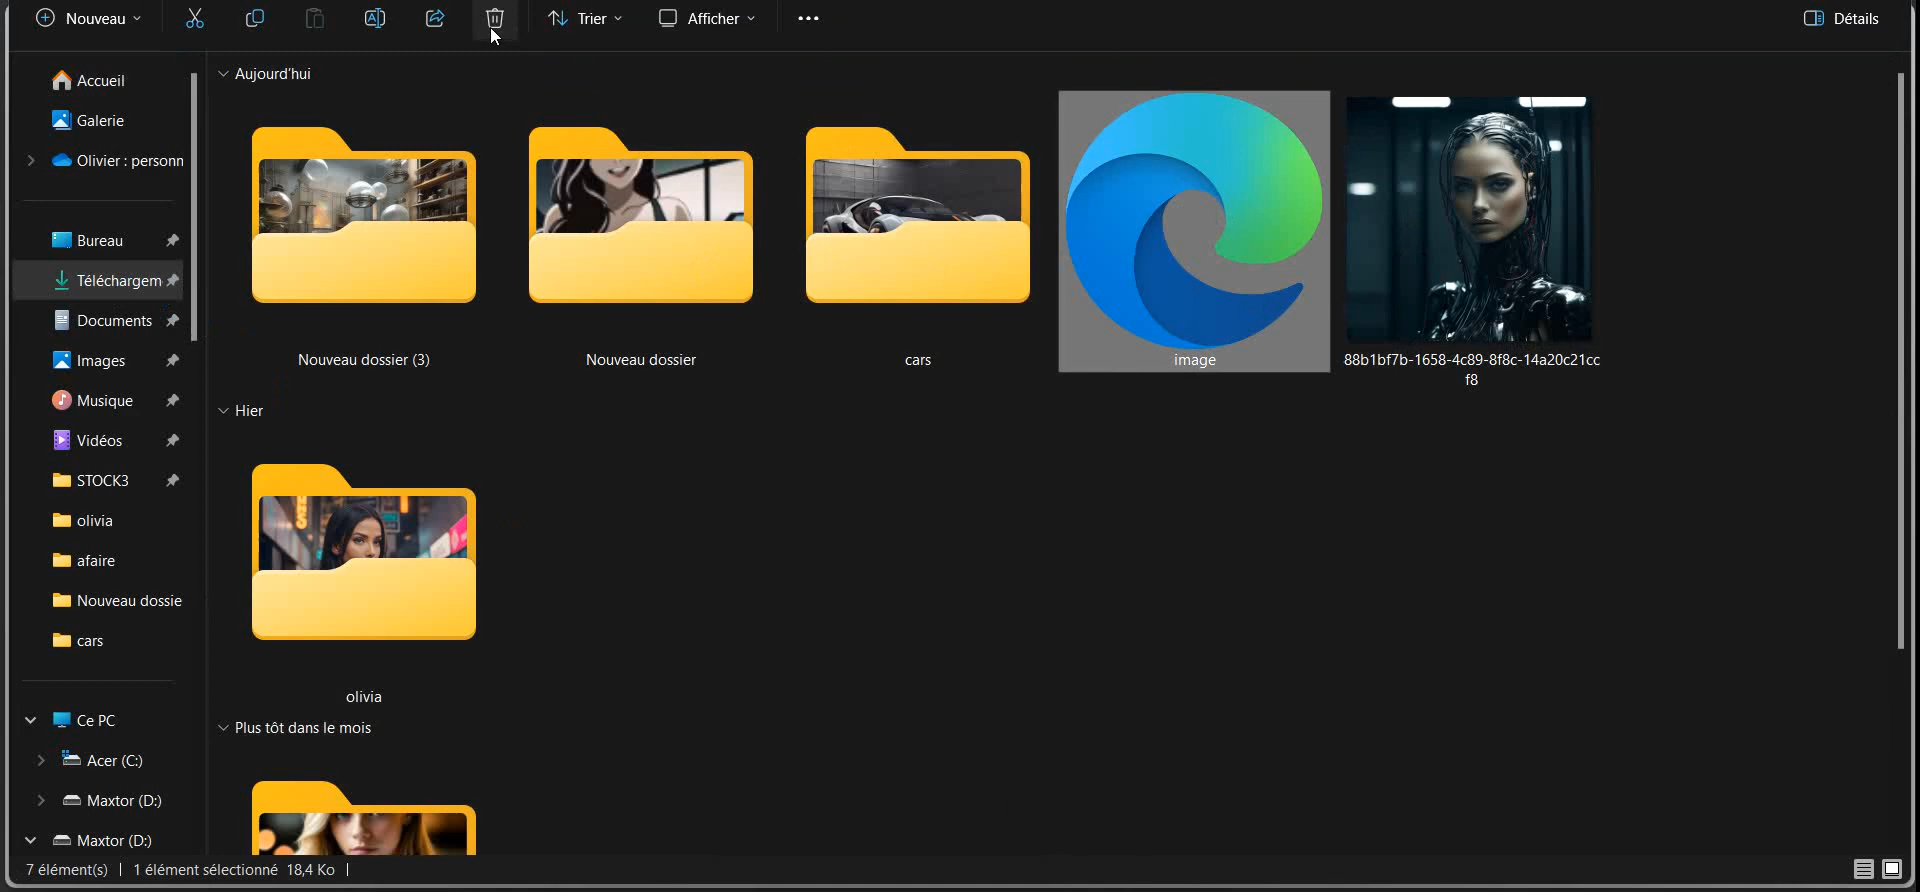 Nouveau
Trier
Afficher
Détails
Accueil
Galerie
Olivier : personn
Bureau
Téléchargem
Documents
Images
Musique
Vidéos
STOCK3
olivia
afaire
Nouveau dossie
cars
Ce PC
Acer (C:)
Maxtor (D:)
Maxtor (D:)
Aujourd'hui
Nouveau dossier (3)
Nouveau dossier
cars
image
88b1bf7b-1658-4c89-8f8c-14a20c21cc
f8
Hier
olivia
Plus tôt dans le mois
7 élément(s)
1 élément sélectionné 18,4 Ko